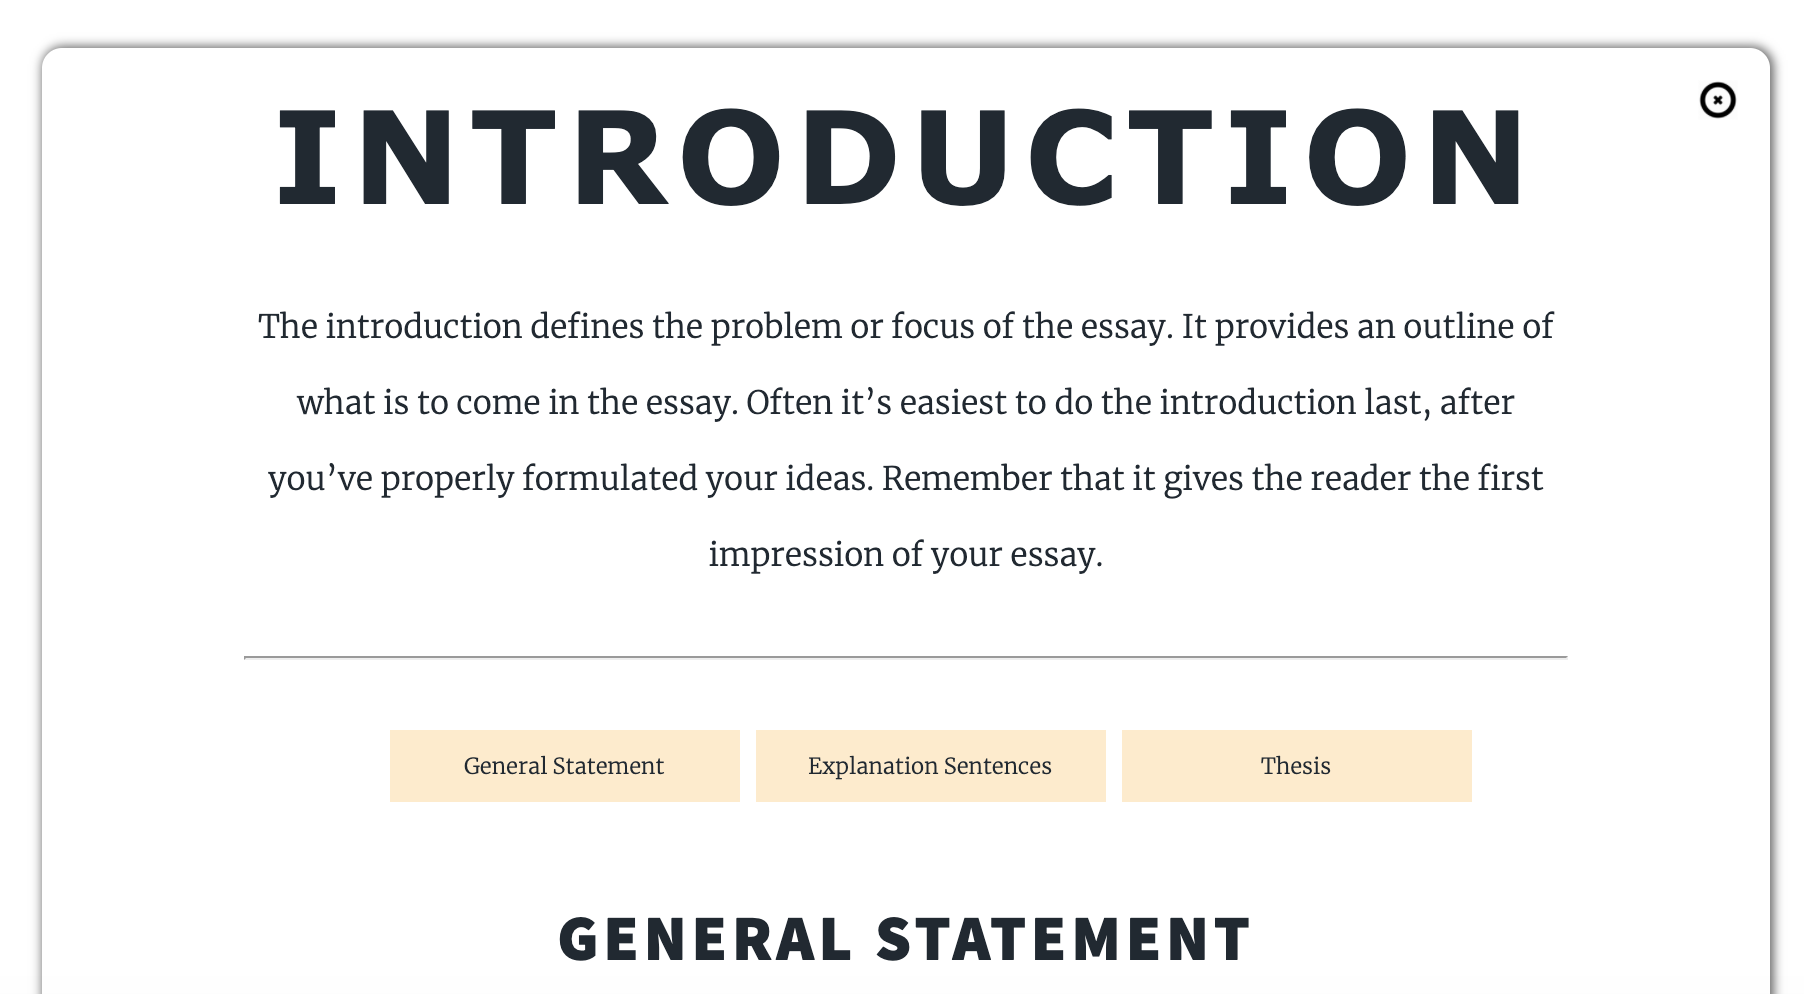 INTRODUCTION
The introduction defines the problem or focus of the essay. It provides an outline of
what is to come in the essay. Often it’s easiest to do the introduction last, after
you’ve properly formulated your ideas. Remember that it gives the reader the first
impression of your essay.
General Statement
Explanation Sentences
Thesis
GENERAL STATEMENT